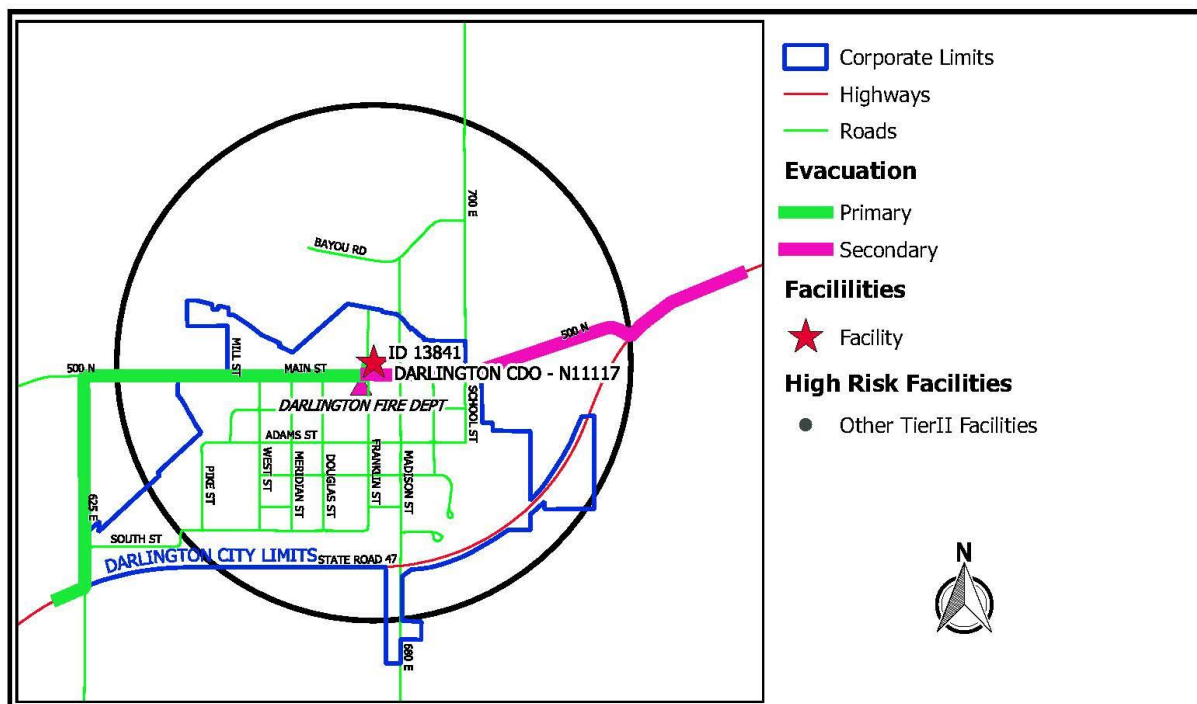 Corporate Limits
Highways
Roads
Evacuation
Primary
Secondary
Facililities
Facility
High Risk Facilities
Other TierII Facilities
N
700 E
BAYOU RD
500 N
MILL ST
500 N
MAIN ST
ID 13841
DARLINGTON CDO - N11117
DARLINGTON FIRE DEPT
SCHOOL ST
ADAMS ST
PIKE ST
WEST ST
MERIDIAN ST
DOUGLAS ST
FRANKLIN ST
MADISON ST
625 E
SOUTH ST
DARLINGTON CITY LIMITS
STATE ROAD 47
680 E